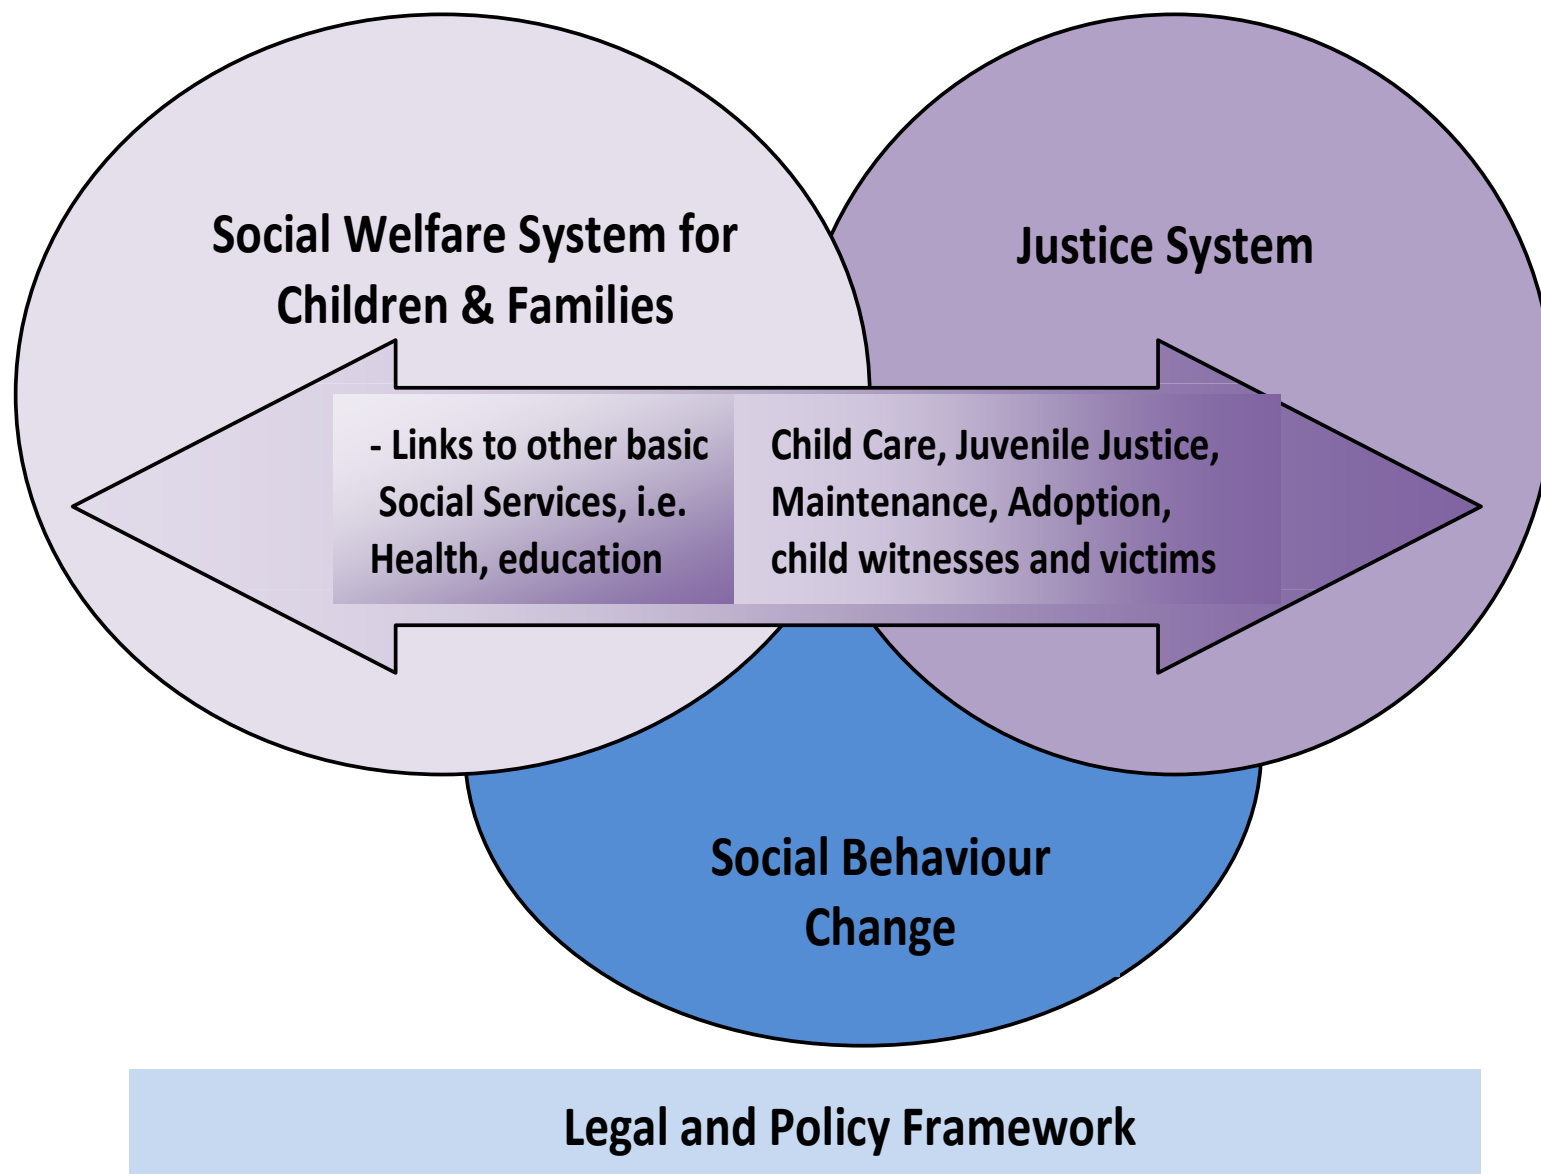 Social Welfare System for
Children & Families
Justice System
- Links to other basic
Social Services, i.e.
Health, education
Child Care, Juvenile Justice,
Maintenance, Adoption,
child witnesses and victims
Social Behaviour
Change
Legal and Policy Framework